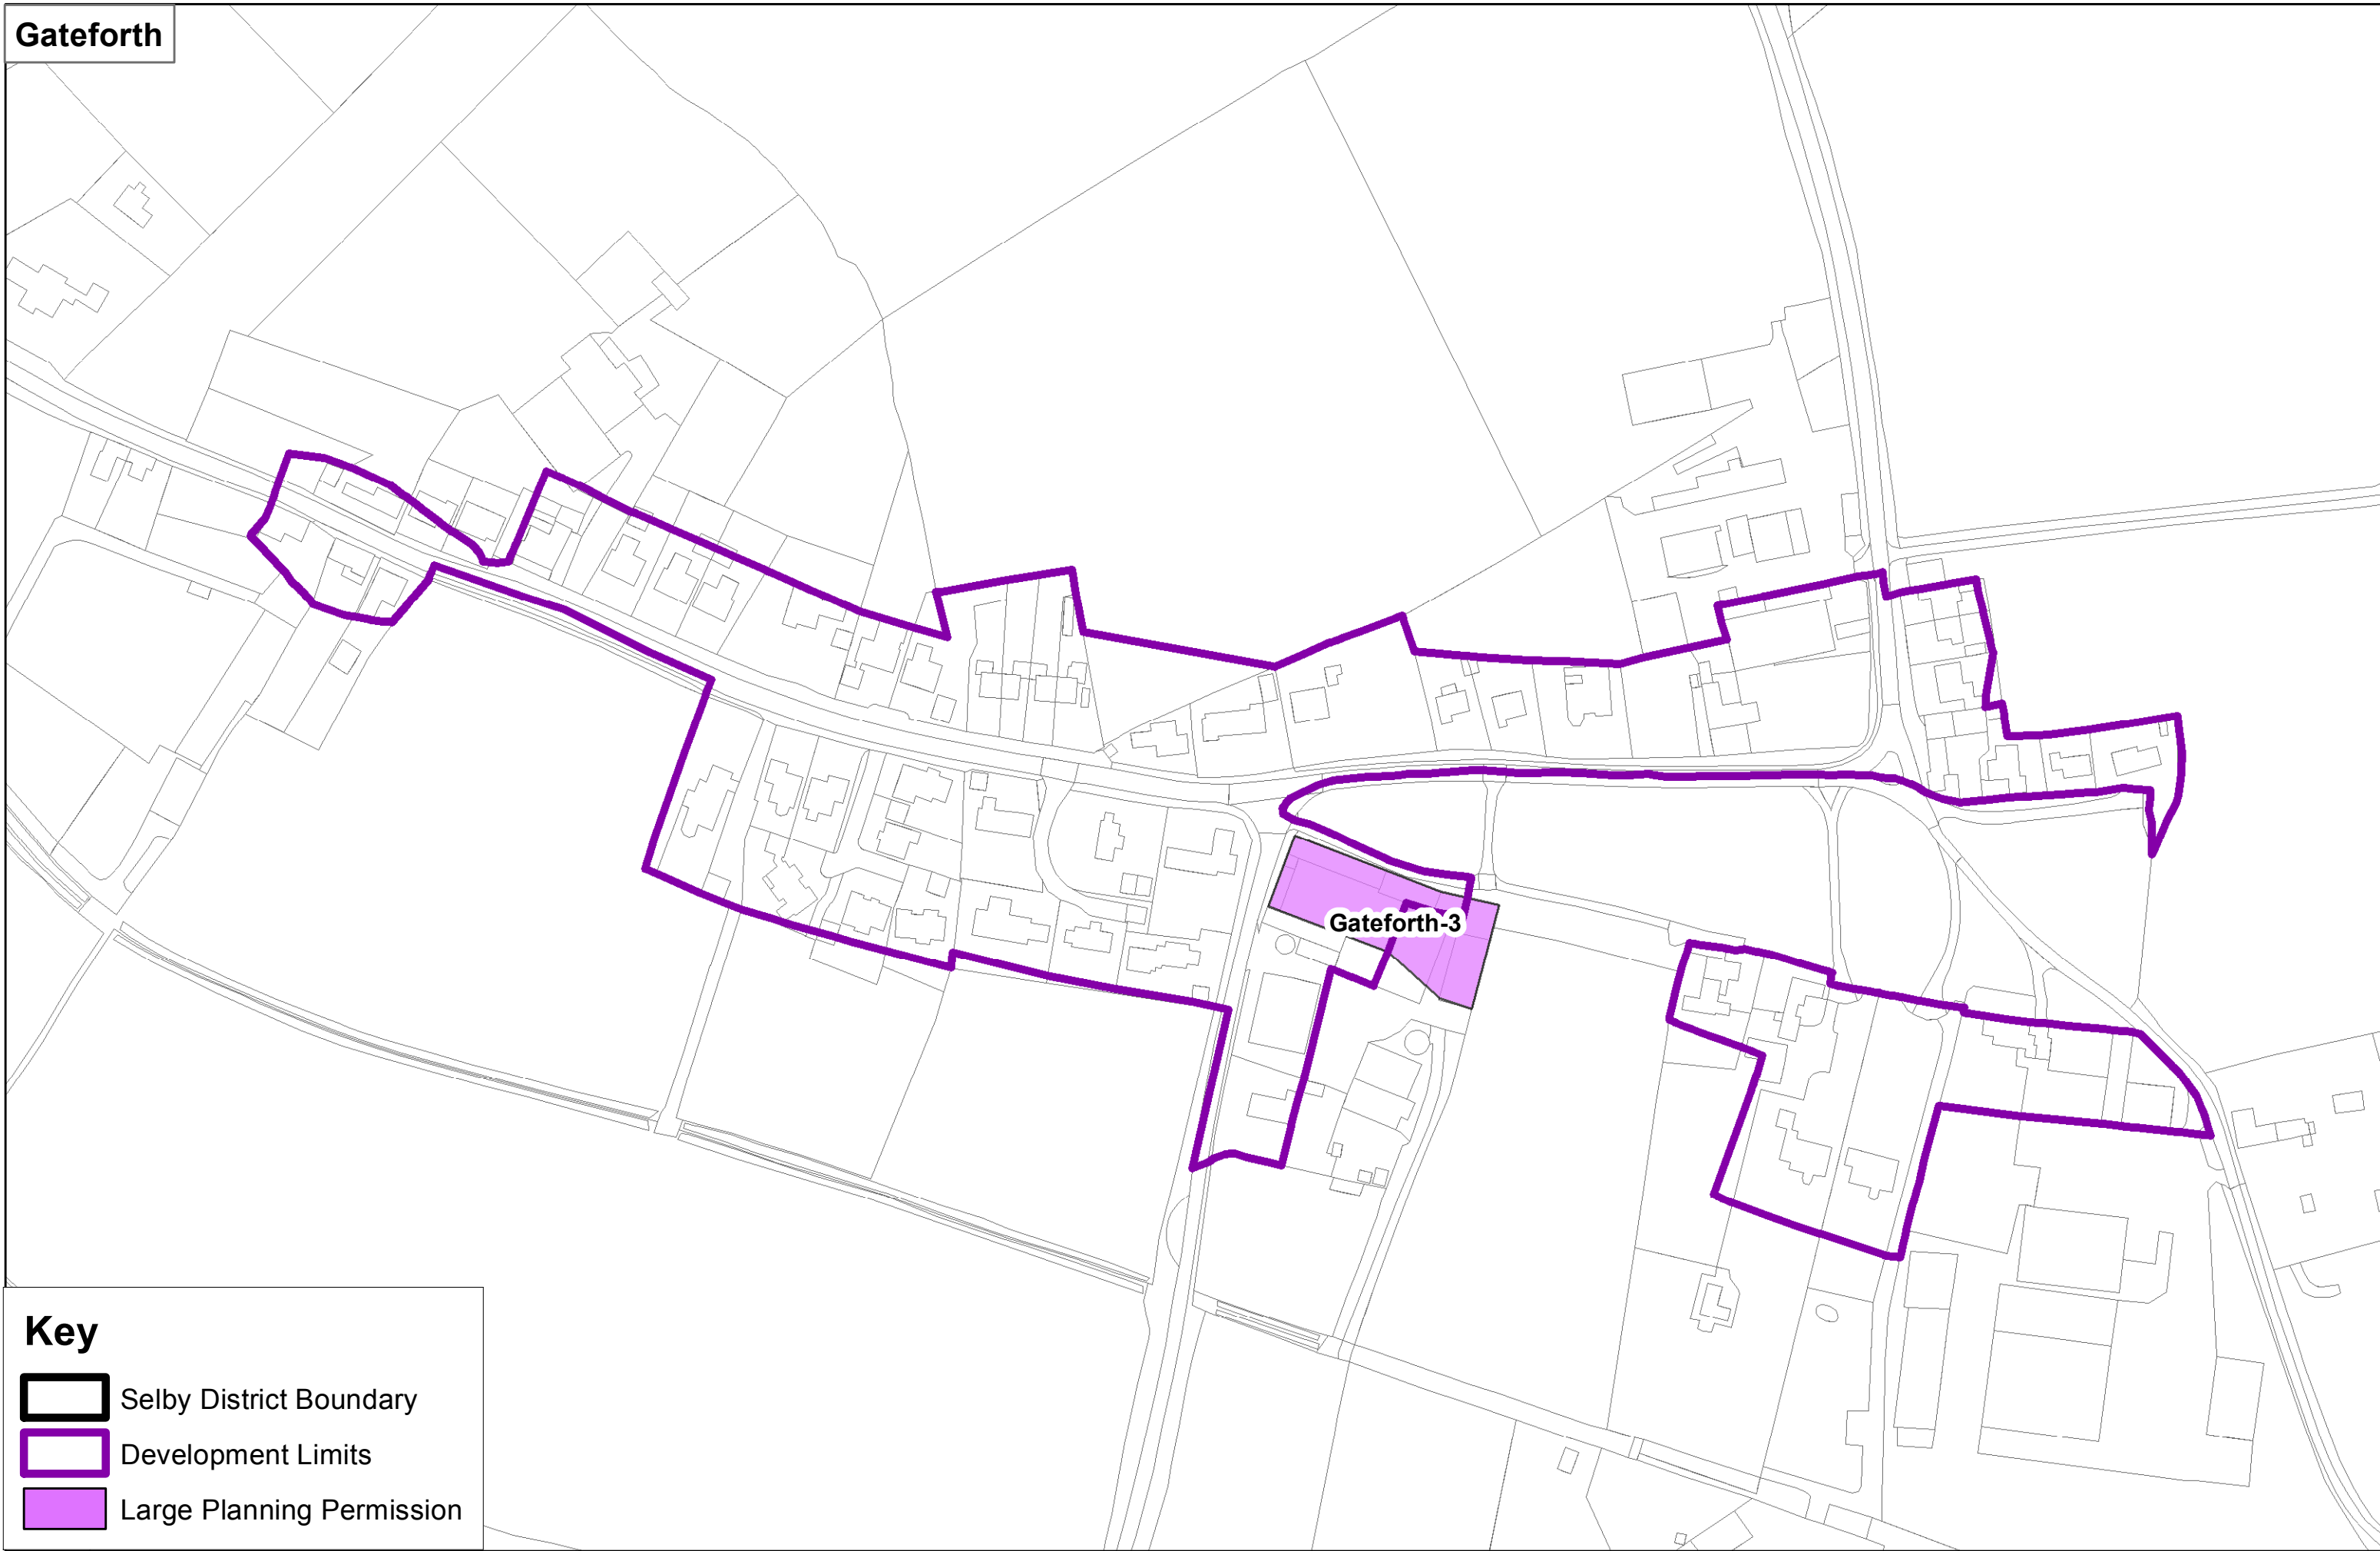 Gateforth
Gateforth-3
Key
Selby District Boundary
Development Limits
Large Planning Permission